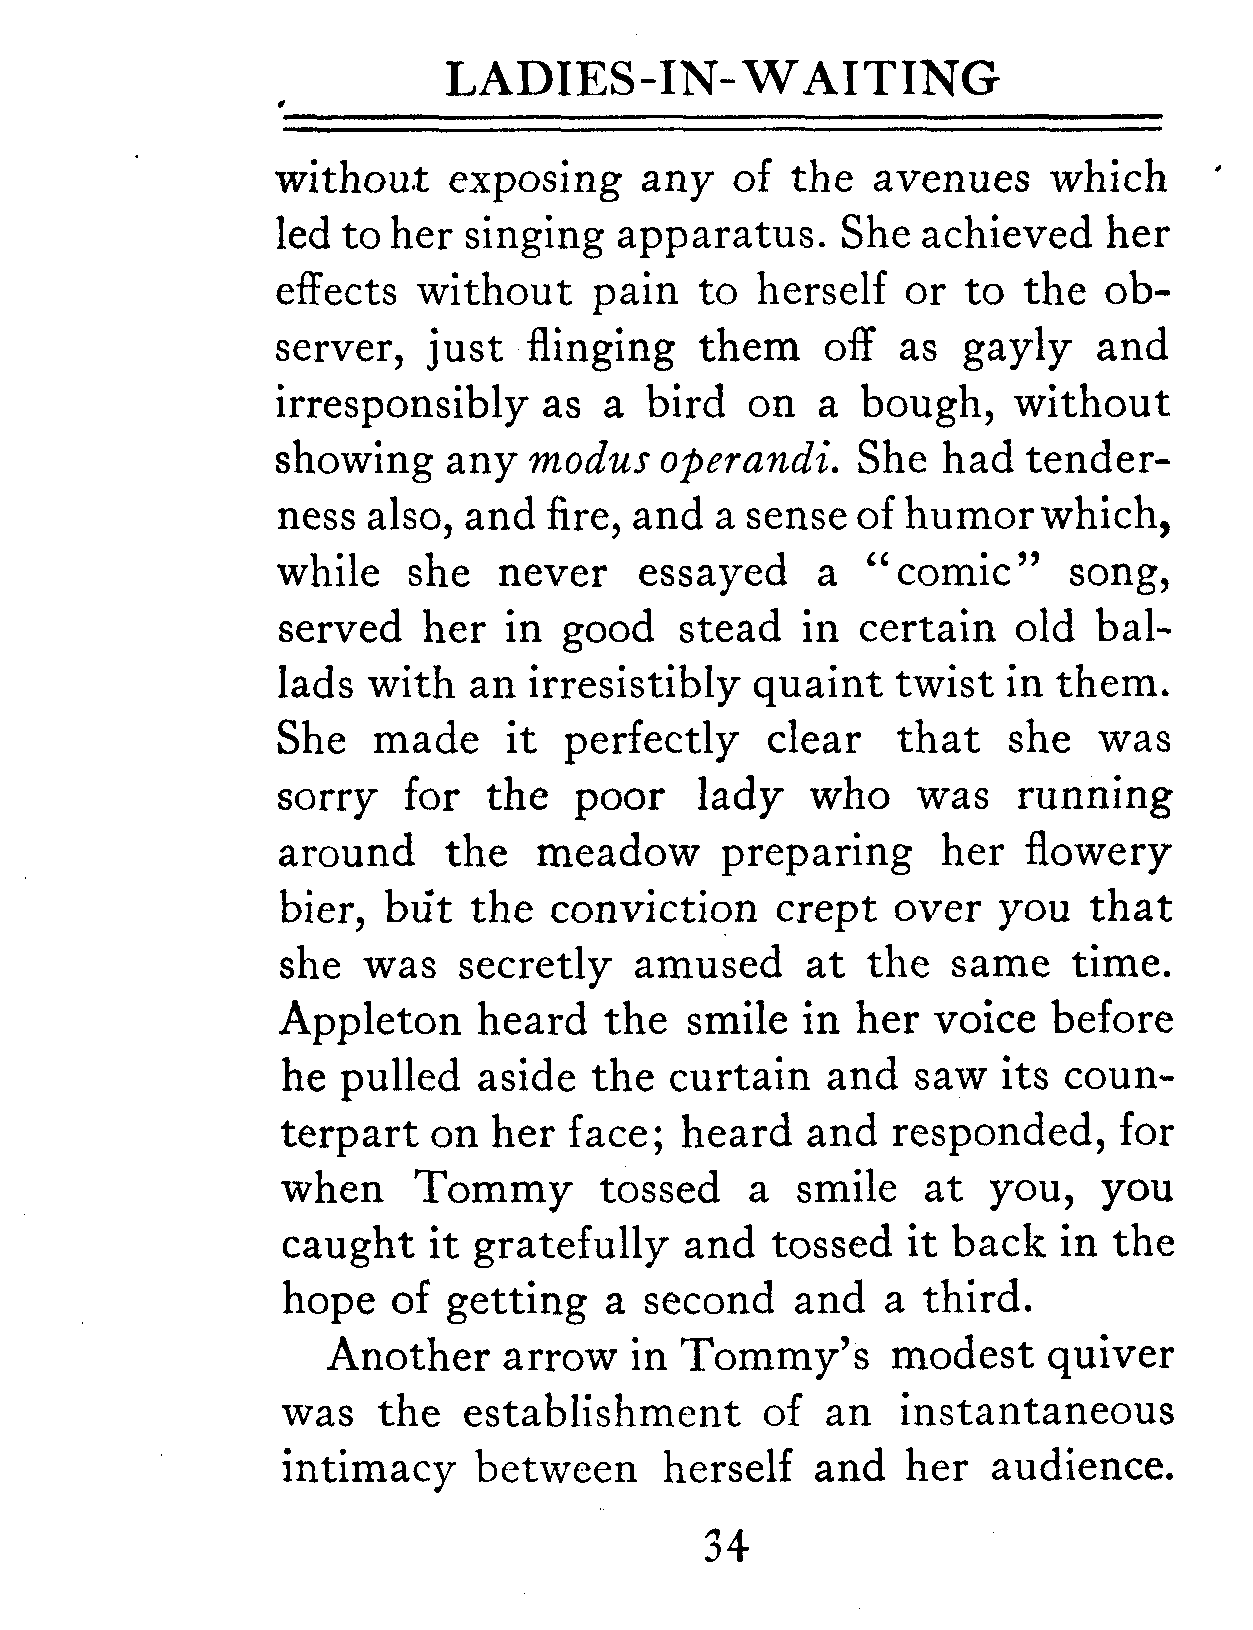 LADIES-IN-WAITING
without exposing any of the avenues which
led to her singing apparatus. She achieved her
effects without pain to herself or to the ob-
server, just flinging them off as gayly and
irresponsibly as a bird on a bough, without
showing any modus operandi. She had tender-
ness also, and fire, and a sense of humor which,
while she never essayed a "comic" song,
served her in good stead in certain old bal-
lads with an irresistibly quaint twist in them.
She made it perfectly clear that she was
sorry for the poor lady who was running
around the meadow preparing her flowery
bier, but the conviction crept over you that
she was secretly amused at the same time.
Appleton heard the smile in her voice before
he pulled aside the curtain and saw its coun-
terpart on her face; heard and responded, for
when Tommy tossed a smile at you, you
caught it gratefully and tossed it back in the
hope of getting a second and a third.
Another arrow in Tommy's modest quiver
was the establishment of an instantaneous
intimacy between herself and her audience.
34